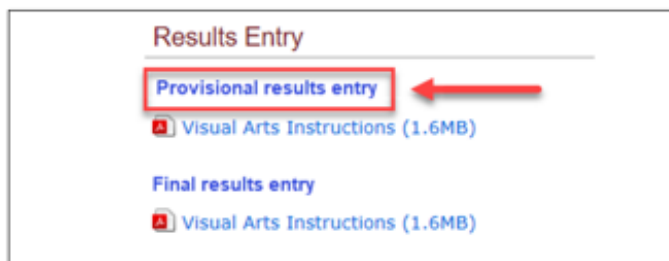 Results Entry
Provisional results entry
Visual Arts Instructions (1.6MB)
Final results entry
Visual Arts Instructions (1.6MB)